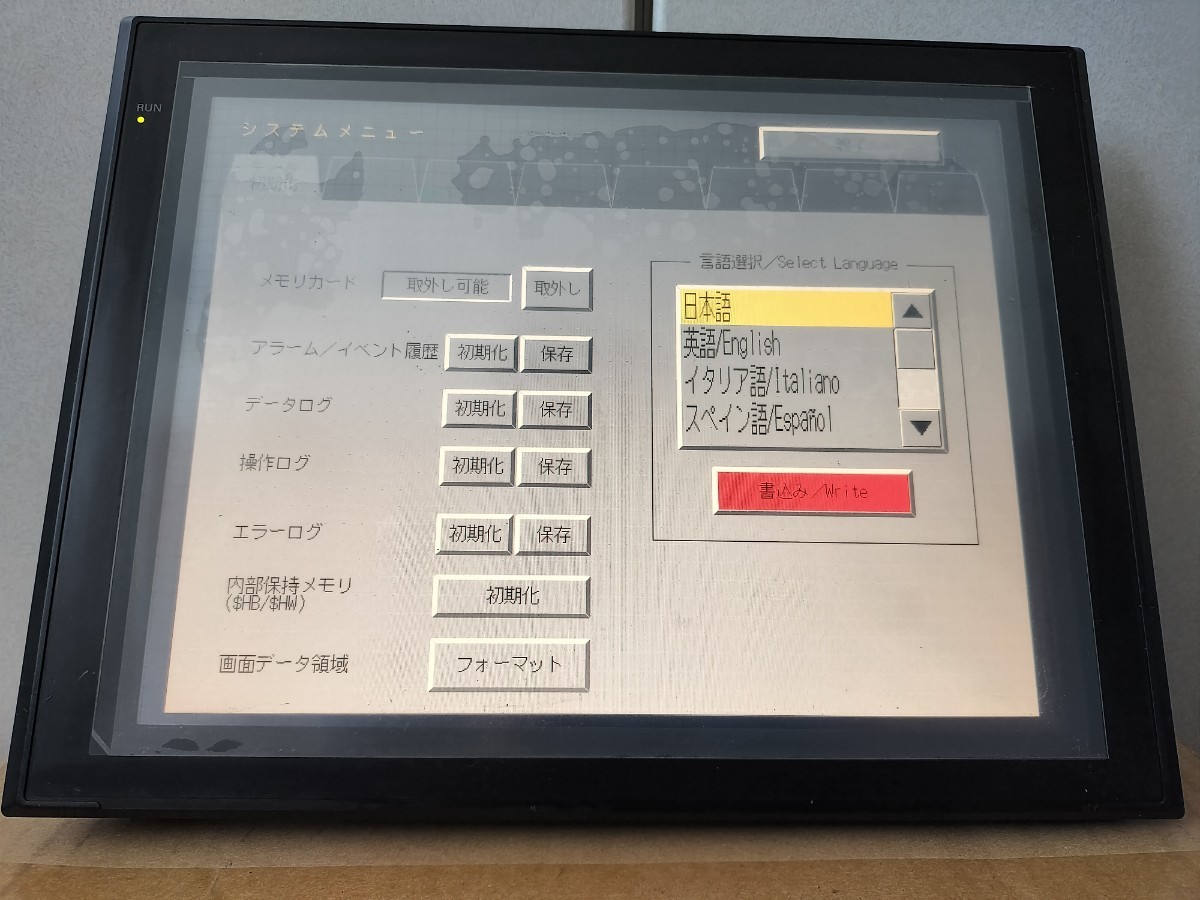 RUN
システムメニュー
初期化
メモリカード 取外し可能 取外し
アラーム／イベント履歴 初期化 保存
データログ 初期化 保存
操作ログ 初期化 保存
エラーログ 初期化 保存
内部保持メモリ
($HB/$HW) 初期化
画面データ領域 フォーマット
言語選択/Select Language
日本語
英語/English
イタリア語/Italiano
スペイン語/Español
書込み/Write